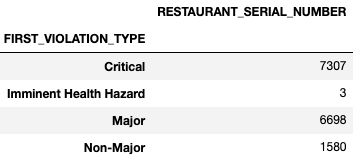 RESTAURANT_SERIAL_NUMBER
FIRST_VIOLATION_TYPE
Critical 7307
Imminent Health Hazard 3
Major 6698
Non-Major 1580